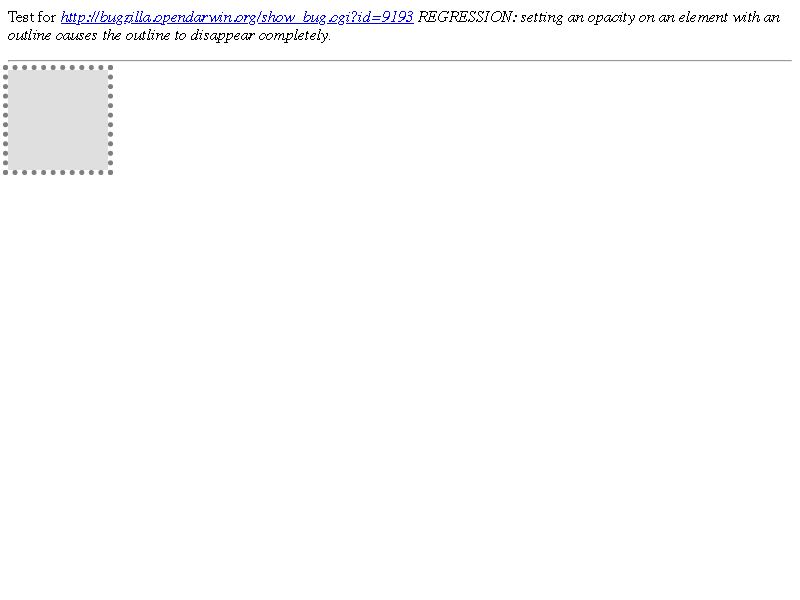 Test for http://bugzilla.opendarwin.org/show_bug.cgi?id=9193 REGRESSION: setting an opacity on an element with an
outline causes the outline to disappear completely.